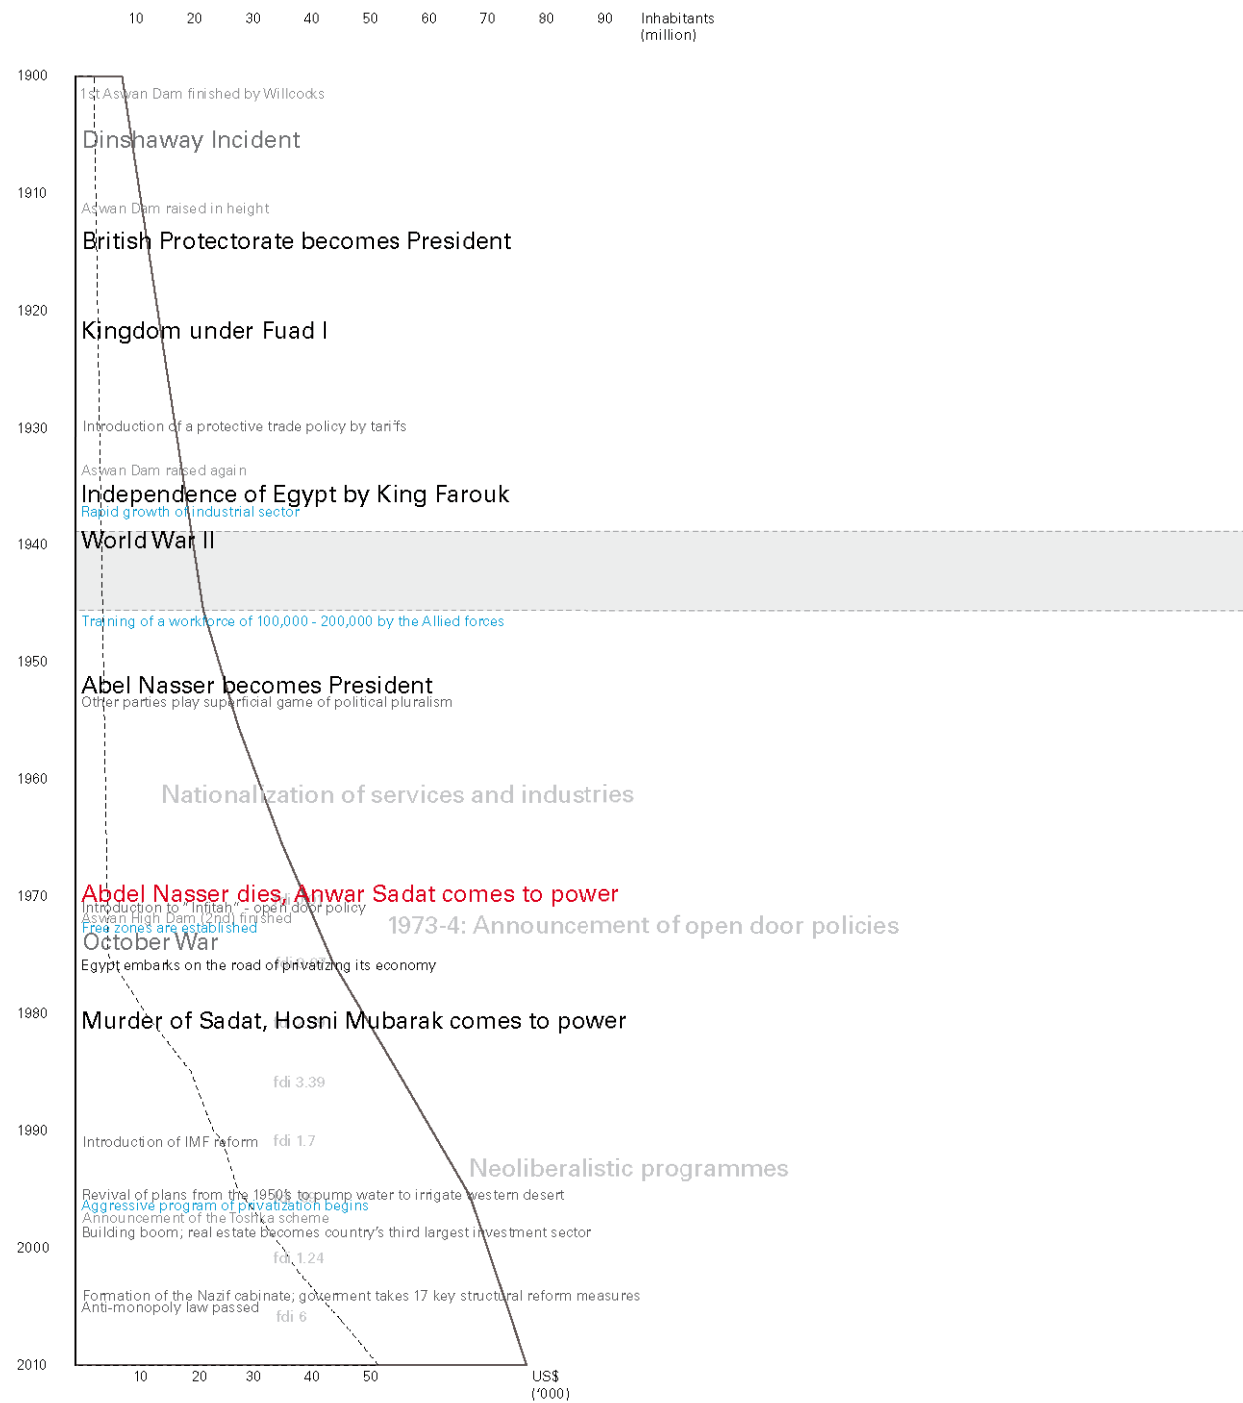 10 20 30 40 50 60 70 80 90 Inhabitants
(million)
1900
1st Aswan Dam finished by Willcocks
Dinshaway Incident
1910
Aswan Dam raised in height
British Protectorate becomes President
1920
Kingdom under Fuad I
1930
Introduction of a protective trade policy by tariffs
Aswan Dam raised again
Independence of Egypt by King Farouk
Rapid growth of industrial sector
1940
World War II
Training of a workforce of 100,000 - 200,000 by the Allied forces
1950
Abel Nasser becomes President
Other parties play superficial game of political pluralism
1960
Nationalization of services and industries
1970
Abdel Nasser dies, Anwar Sadat comes to power
Introduction to "Infitah" - open door policy
Aswan High Dam (2nd) finished
Free zones are established
1973-4: Announcement of open door policies
October War
Egypt embarks on the road of privatizing its economy
1980
Murder of Sadat, Hosni Mubarak comes to power
fdi 3.39
1990
Introduction of IMF reform
fdi 1.7
Neoliberalistic programmes
Revival of plans from the 1950's to pump water to irrigate western desert
Aggressive program of privatization begins
Announcement of the Toshka scheme
Building boom; real estate becomes country's third largest investment sector
2000
fdi 1.24
Formation of the Nazif cabinate; goverment takes 17 key structural reform measures
Anti-monopoly law passed
fdi 6
2010
10 20 30 40 50 US$
('000)